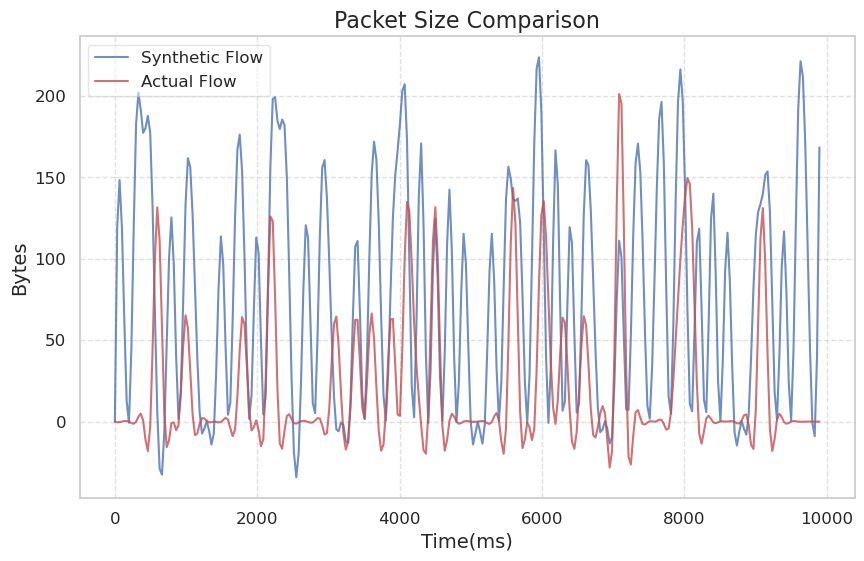 Packet Size Comparison
Synthetic Flow
Actual Flow
200
150
100
50
0
Bytes
0 2000 4000 6000 8000 10000
Time(ms)